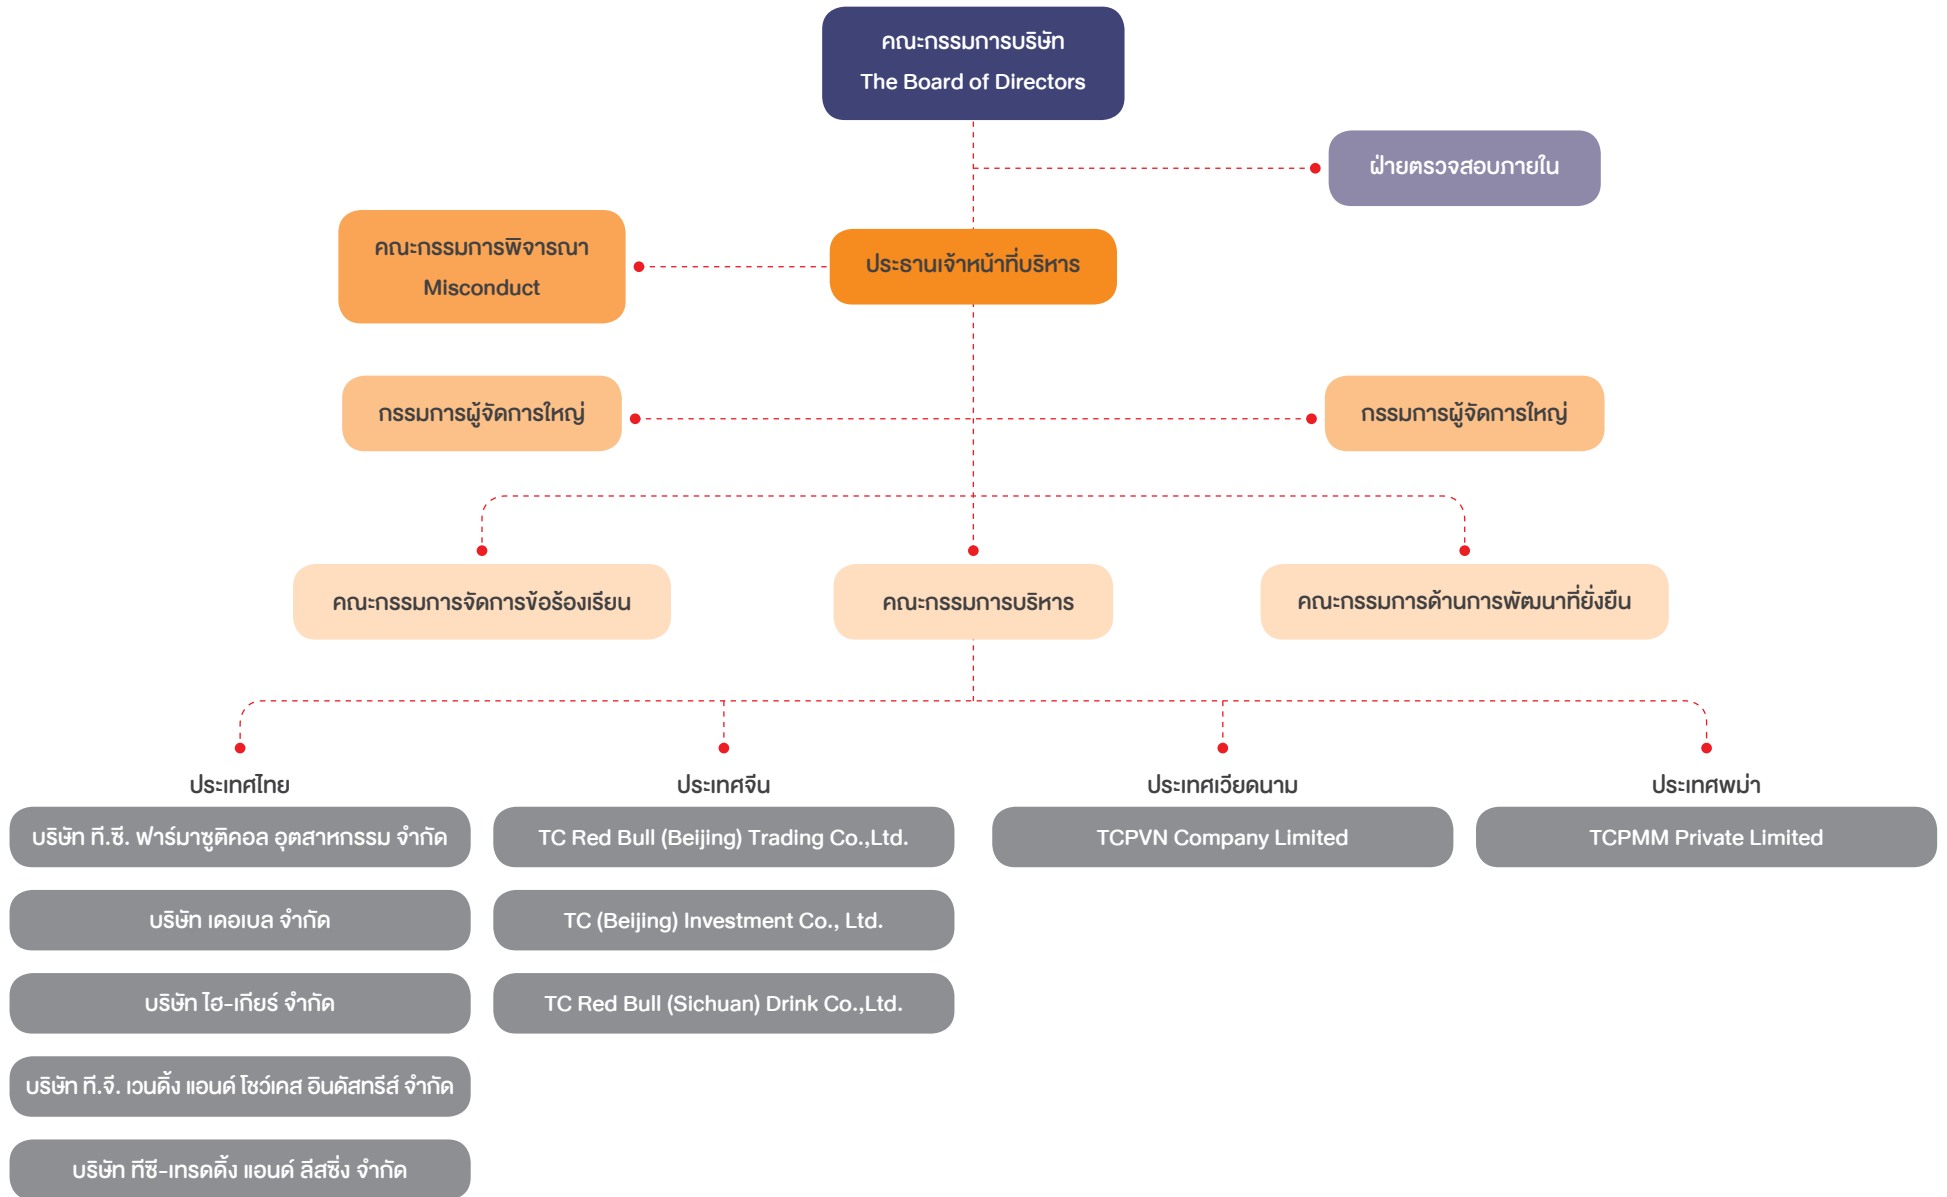 คณะกรรมการบริษัท
The Board of Directors
ฝ่ายตรวจสอบภายใน
คณะกรรมการพิจารณา
Misconduct
ประธานเจ้าหน้าที่บริหาร
กรรมการผู้จัดการใหญ่
กรรมการผู้จัดการใหญ่
คณะกรรมการจัดการข้อร้องเรียน
คณะกรรมการบริหาร
คณะกรรมการด้านการพัฒนาที่ยั่งยืน
ประเทศไทย
บริษัท ที.ซี. ฟาร์มาซูติคอล อุตสาหกรรม จำกัด
บริษัท เดอเบล จำกัด
บริษัท ไฮ-เกียร์ จำกัด
บริษัท ที.จี. เวนดิ้ง แอนด์ โชว์เคส อินดัสทรีส์ จำกัด
บริษัท ทีซี-เทรดดิ้ง แอนด์ ลีสซิ่ง จำกัด
ประเทศจีน
TC Red Bull (Beijing) Trading Co.,Ltd.
TC (Beijing) Investment Co., Ltd.
TC Red Bull (Sichuan) Drink Co.,Ltd.
ประเทศเวียดนาม
TCPVN Company Limited
ประเทศพม่า
TCPMM Private Limited